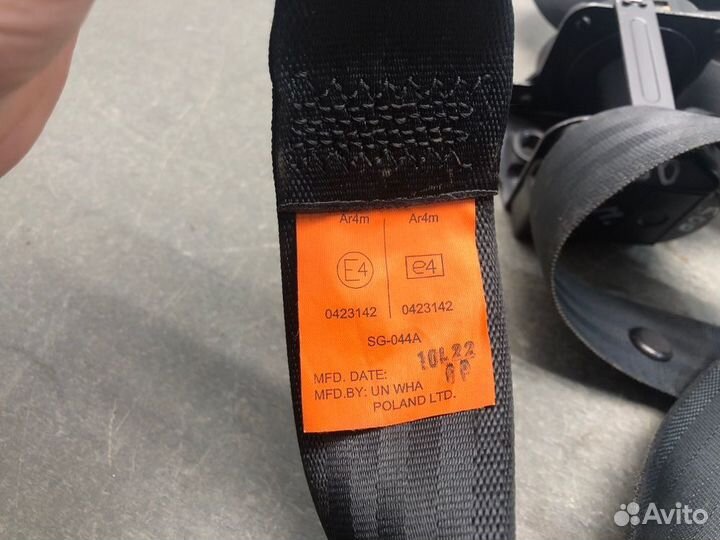 Ar4m Ar4m
E4 e4
0423142 0423142
SG-044A
MFD. DATE: 10L22
MFD.BY: UN WHA
POLAND LTD.
Avito